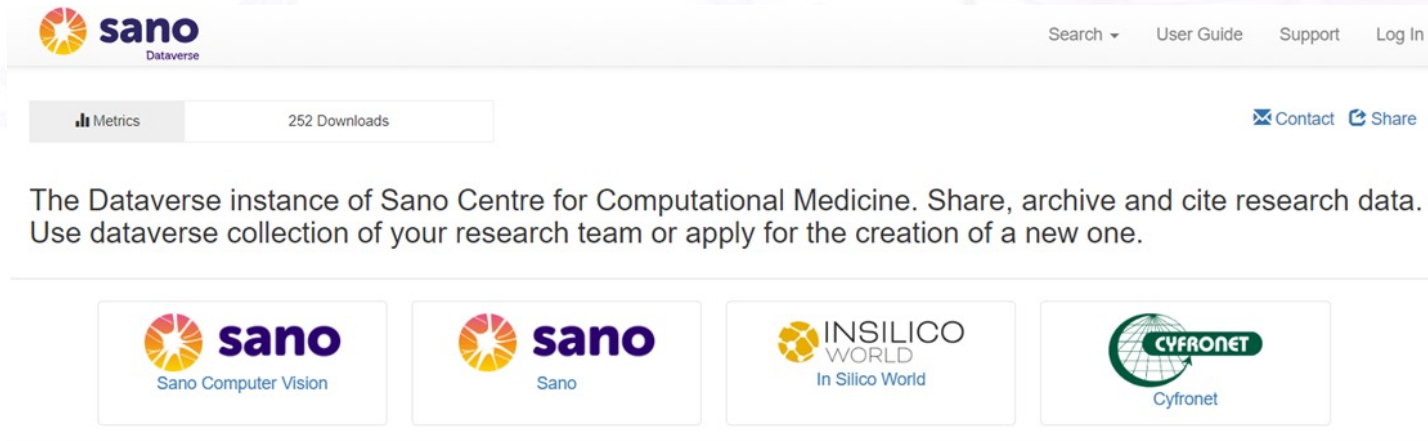 sano
Dataverse
Search User Guide Support Log In
Metrics 252 Downloads
Contact Share
The Dataverse instance of Sano Centre for Computational Medicine. Share, archive and cite research data.
Use dataverse collection of your research team or apply for the creation of a new one.
sano
Sano Computer Vision
sano
Sano
INSILICO
WORLD
In Silico World
CYFRONET
Cyfronet